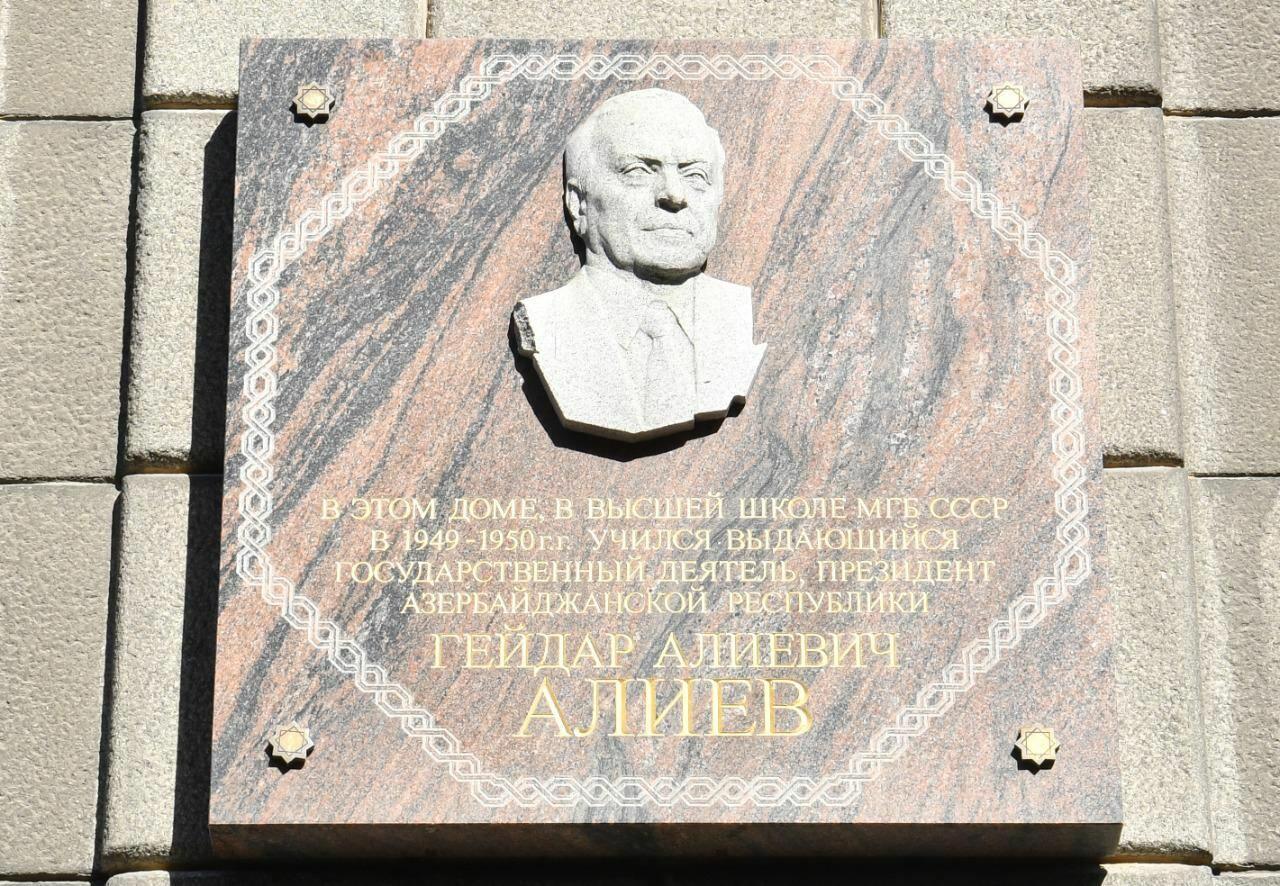 В ЭТОМ ДОМЕ, В ВЫСШЕЙ ШКОЛЕ МГБ СССР
В 1949-1950 г.г. УЧИЛСЯ ВЫДАЮЩИЙСЯ
ГОСУДАРСТВЕННЫЙ ДЕЯТЕЛЬ, ПРЕЗИДЕНТ
АЗЕРБАЙДЖАНСКОЙ РЕСПУБЛИКИ
ГЕЙДАР АЛИЕВИЧ
АЛИЕВ